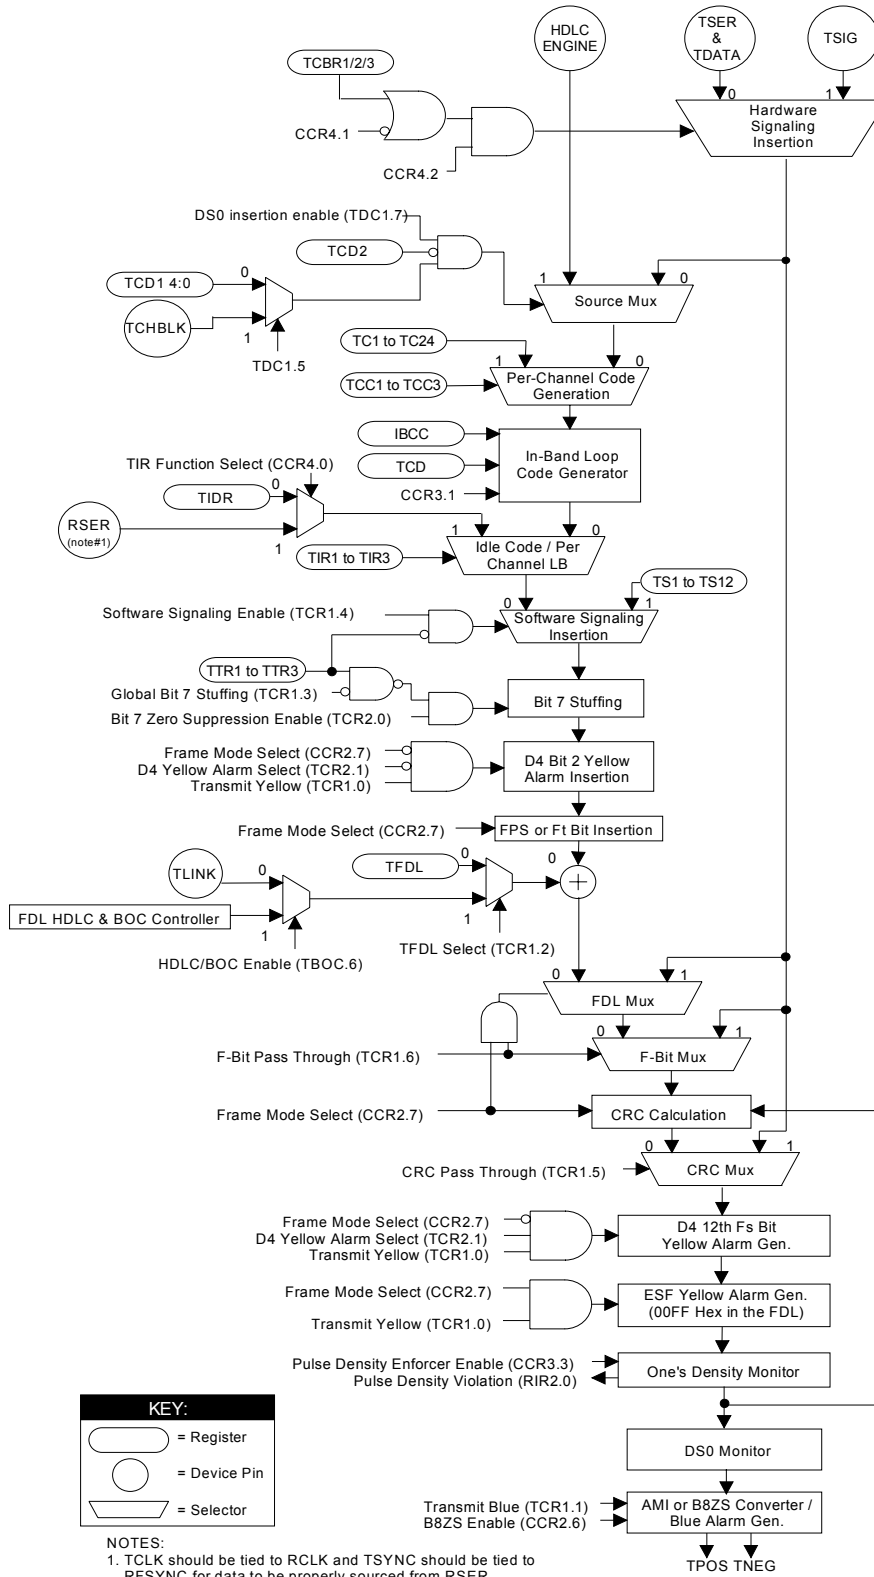 HDLC
ENGINE
TSER
&
TDATA
TSIG
TCBR1/2/3
0
1
Hardware
Signaling
Insertion
CCR4.1
CCR4.2
DS0 insertion enable (TDC1.7)
TCD2
0
TCD1 4:0
1
0
Source Mux
TCHBLK
1
TDC1.5
TC1 to TC24
1
0
TCC1 to TCC3
Per-Channel Code
Generation
IBCC
TCD
CCR3.1
In-Band Loop
Code Generator
TIR Function Select (CCR4.0)
0
TIDR
RSER
(note#1)
1
1
0
TIR1 to TIR3
Idle Code / Per
Channel LB
TS1 to TS12
0
1
Software Signaling Enable (TCR1.4)
Software Signaling
Insertion
TTR1 to TTR3
Global Bit 7 Stuffing (TCR1.3)
Bit 7 Zero Suppression Enable (TCR2.0)
Bit 7 Stuffing
Frame Mode Select (CCR2.7)
D4 Yellow Alarm Select (TCR2.1)
Transmit Yellow (TCR1.0)
D4 Bit 2 Yellow
Alarm Insertion
Frame Mode Select (CCR2.7)
FPS or Ft Bit Insertion
0
0
0
TFDL
TLINK
1
FDL HDLC & BOC Controller
1
TFDL Select (TCR1.2)
HDLC/BOC Enable (TBOC.6)
0
1
FDL Mux
0
1
F-Bit Pass Through (TCR1.6)
F-Bit Mux
Frame Mode Select (CCR2.7)
CRC Calculation
0
1
CRC Pass Through (TCR1.5)
CRC Mux
Frame Mode Select (CCR2.7)
D4 Yellow Alarm Select (TCR2.1)
Transmit Yellow (TCR1.0)
D4 12th Fs Bit
Yellow Alarm Gen.
Frame Mode Select (CCR2.7)
Transmit Yellow (TCR1.0)
ESF Yellow Alarm Gen.
(00FF Hex in the FDL)
Pulse Density Enforcer Enable (CCR3.3)
Pulse Density Violation (RIR2.0)
One's Density Monitor
KEY:
= Register
= Device Pin
= Selector
DS0 Monitor
Transmit Blue (TCR1.1)
B8ZS Enable (CCR2.6)
AMI or B8ZS Converter /
Blue Alarm Gen.
TPOS TNEG
NOTES:
1. TCLK should be tied to RCLK and TSYNC should be tied to
RFSYNC for data to be properly sourced from RSER